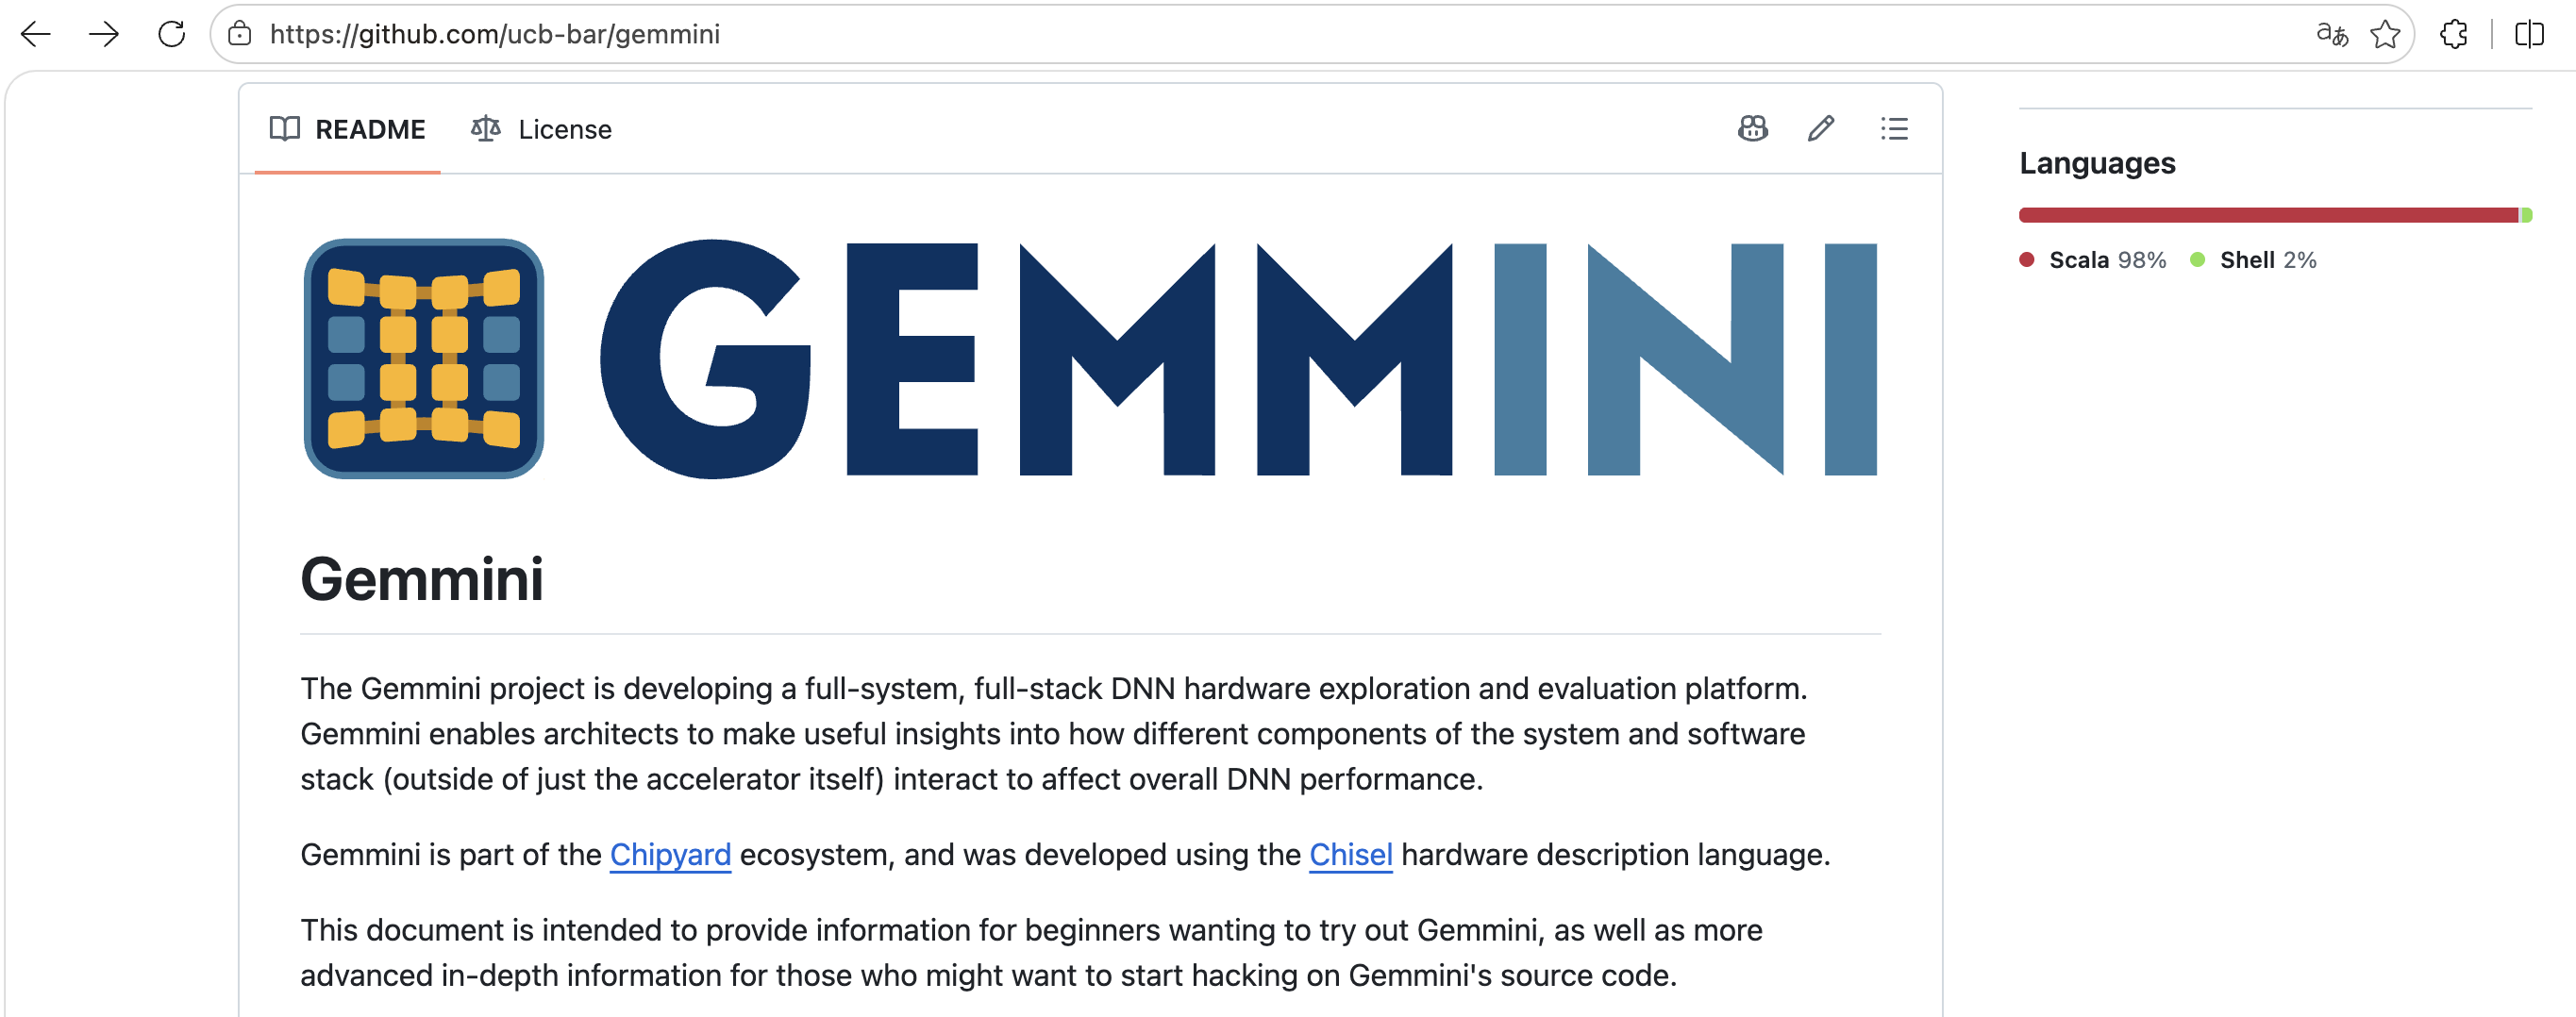 https://github.com/ucb-bar/gemmini
README License
GEMMINI
Gemmini
The Gemmini project is developing a full-system, full-stack DNN hardware exploration and evaluation platform.
Gemmini enables architects to make useful insights into how different components of the system and software
stack (outside of just the accelerator itself) interact to affect overall DNN performance.
Gemmini is part of the Chipyard ecosystem, and was developed using the Chisel hardware description language.
This document is intended to provide information for beginners wanting to try out Gemmini, as well as more
advanced in-depth information for those who might want to start hacking on Gemmini's source code.
Languages
Scala 98% Shell 2%